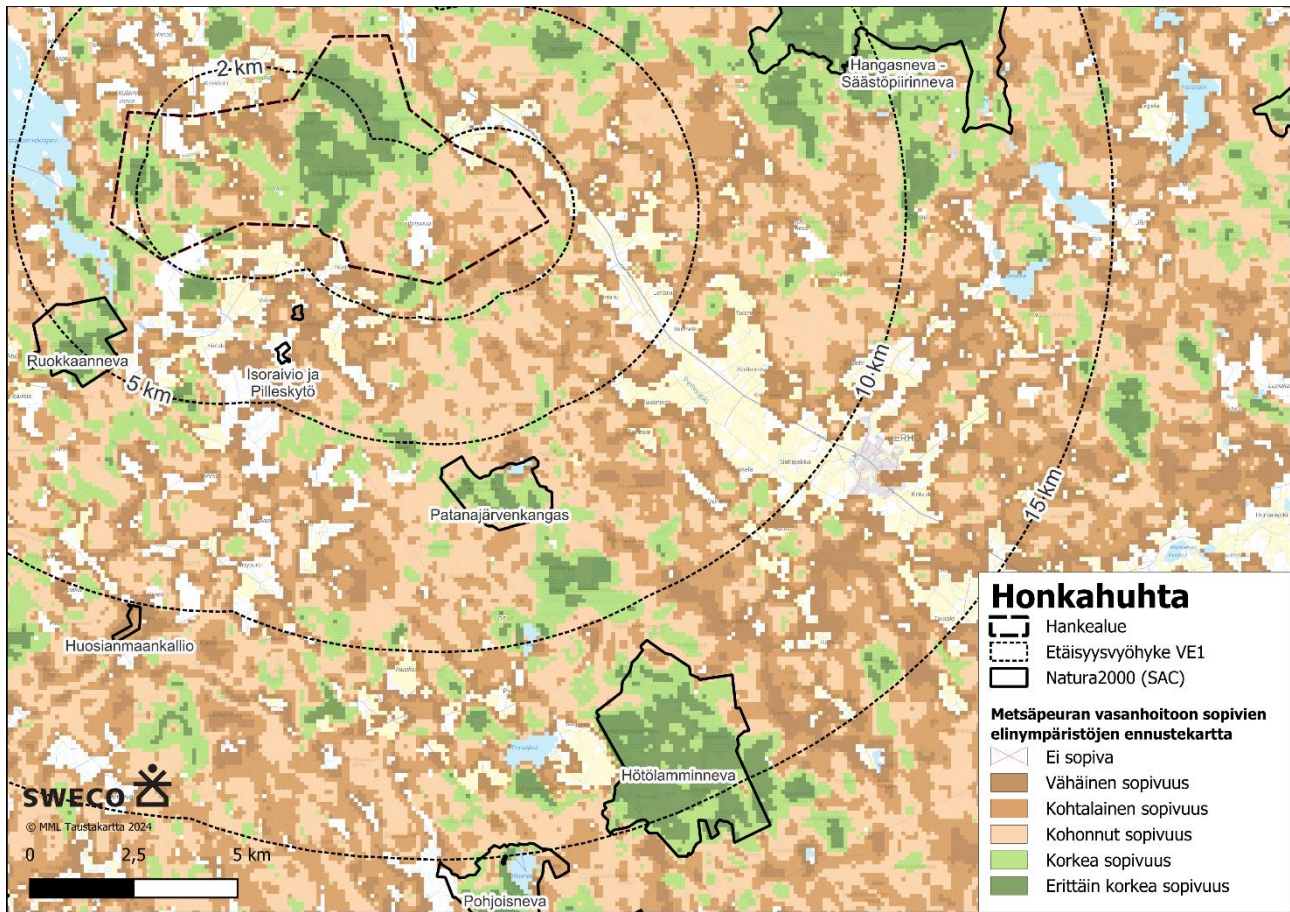 2 km
Hangasneva -
Säästöpiirinneva
Ruokkaanneva
Isoraivio ja
Pilleskytö
5 km
10 km
Patanajärvenkangas
15 km
Huosianmaankallio
Hötölamminneva
Pohjoisneva
SWECO
© MML Taustakartta 2024
0 2,5 5 km
Honkahuhta
Hankealue
Etäisyysvyöhyke VE1
Natura2000 (SAC)
Metsäpeuran vasanhoitoon sopivien
elinympäristöjen ennustekartta
Ei sopiva
Vähäinen sopivuus
Kohtalainen sopivuus
Kohonnut sopivuus
Korkea sopivuus
Erittäin korkea sopivuus